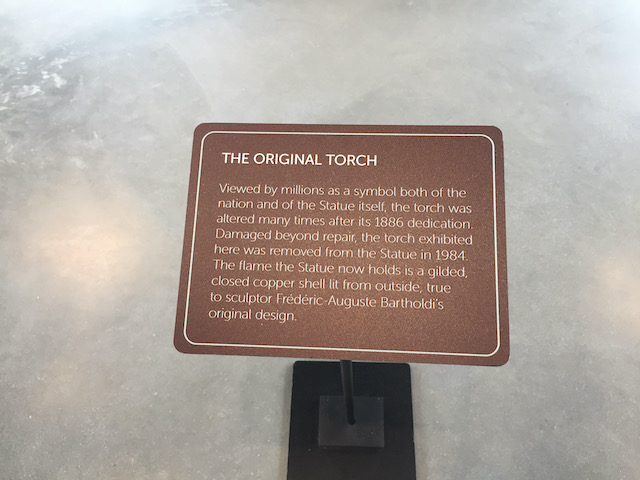 THE ORIGINAL TORCH
Viewed by millions as a symbol both of the
nation and of the Statue itself, the torch was
altered many times after its 1886 dedication.
Damaged beyond repair, the torch exhibited
here was removed from the Statue in 1984.
The flame the Statue now holds is a gilded,
closed copper shell lit from outside, true
to sculptor Frédéric-Auguste Bartholdi's
original design.